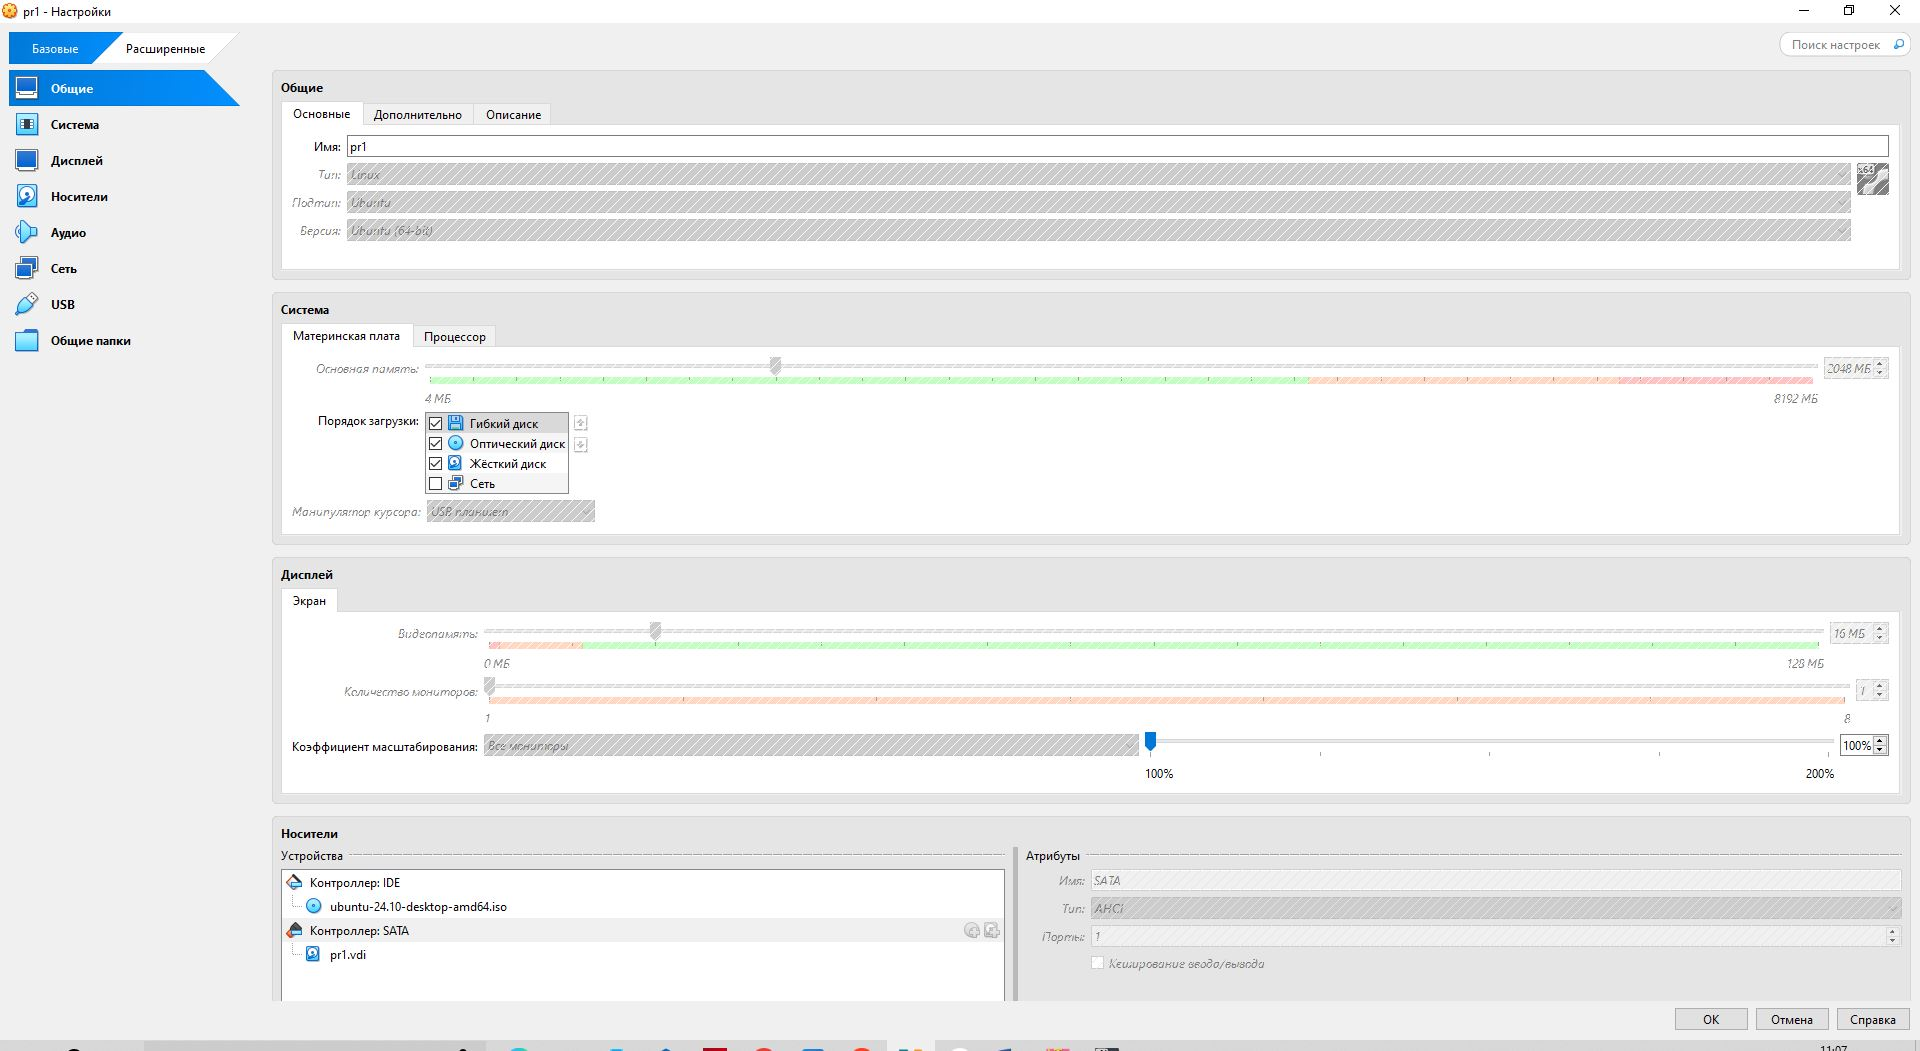 pr1 - Настройки
Базовые
Расширенные
Поиск настроек
Общие
Система
Дисплей
Носители
Аудио
Сеть
USB
Общие папки
Общие
Основные
Дополнительно
Описание
Имя: pr1
Тип: Linux
x64
Подтип: Ubuntu
Версия: Ubuntu (64-bit)
Система
Материнская плата
Процессор
Основная память: 2048 МБ
4 МБ 8192 МБ
Порядок загрузки: Гибкий диск
Оптический диск
Жёсткий диск
Сеть
Манипулятор курсора: USB планшет
Дисплей
Экран
Видеопамять: 16 МБ
0 МБ 128 МБ
Количество мониторов: 1
1 8
Коэффициент масштабирования: Все мониторы 100%
100% 200%
Носители
Устройства
Контроллер: IDE
ubuntu-24.10-desktop-amd64.iso
Контроллер: SATA
pr1.vdi
Атрибуты
Имя: SATA
Тип: AHCI
Порты: 1
Кеширование ввода/вывода
OK
Отмена
Справка
11:07